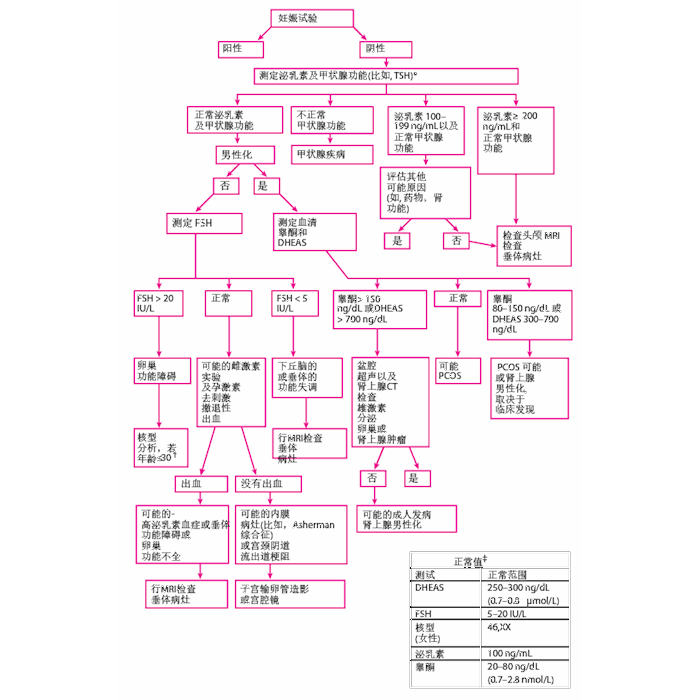 妊娠试验
阳性
阴性
测定泌乳素及甲状腺功能(比如, TSH)*
正常泌乳素
及甲状腺功能
不正常
甲状腺功能
泌乳素 100–
199 ng/mL以及
正常甲状腺
功能
泌乳素≥ 200
ng/mL和
正常甲状腺
功能
男性化
甲状腺疾病
评估其他
可能原因
(如, 药物、肾
功能)
否
是
是
否
检查头颅 MRI
检查
垂体病灶
测定 FSH
测定血清
睾酮和
DHEAS
FSH > 20
IU/L
正常
FSH < 5
IU/L
睾酮> 150
ng/dL 或DHEAS
> 700 ng/dL
正常
睾酮
80–150 ng/dL 或
DHEAS 300–700
ng/dL
卵巢
功能障碍
可能的雌激素
实验
及孕激素
去刺激
撤退性
出血
下丘脑的
或垂体的
功能失调
盆腔
超声以及
肾上腺CT
检查
雄激素
分泌
卵巢或
肾上腺肿瘤
可能
PCOS
PCOS 可能
或肾上腺
男性化,
取决于
临床发现
核型
分析，若
年龄≤30†
行MRI检查
垂体
病灶
出血
没有出血
否
是
可能的-
高泌乳素血症或垂体
功能障碍或
卵巢
功能不全
可能的内膜
病灶(比如，Asherman
综合征)
或宫颈阴道
流出道梗阻
可能的成人发病
肾上腺男性化
行MRI检查
垂体病灶
子宫输卵管造影
或宫腔镜
正常值‡
测试 正常范围
DHEAS 250–300 ng/dL
(0.7–0.8 μmol/L)
FSH 5–20 IU/L
核型 46,XX
(女性)
泌乳素 100 ng/mL
睾酮 20–80 ng/dL
(0.7–2.8 nmol/L)